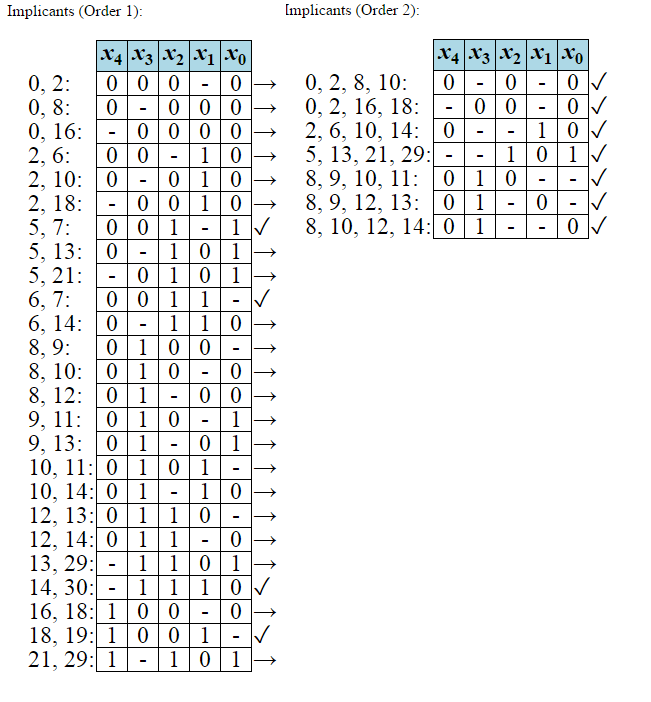 Implicants (Order 1):
x4 x3 x2 x1 x0
0, 2: 0 0 0 - 0 →
0, 8: 0 - 0 0 0 →
0, 16: - 0 0 0 0 →
2, 6: 0 0 - 1 0 →
2, 10: 0 - 0 1 0 →
2, 18: - 0 0 1 0 →
5, 7: 0 0 1 - 1 ✓
5, 13: 0 - 1 0 1 →
5, 21: - 0 1 0 1 →
6, 7: 0 0 1 1 - ✓
6, 14: 0 - 1 1 0 →
8, 9: 0 1 0 0 - →
8, 10: 0 1 0 - 0 →
8, 12: 0 1 - 0 0 →
9, 11: 0 1 0 - 1 →
9, 13: 0 1 - 0 1 →
10, 11: 0 1 0 1 - →
10, 14: 0 1 - 1 0 →
12, 13: 0 1 1 0 - →
12, 14: 0 1 1 - 0 →
13, 29: - 1 1 0 1 →
14, 30: - 1 1 1 0 ✓
16, 18: 1 0 0 - 0 →
18, 19: 1 0 0 1 - ✓
21, 29: 1 - 1 0 1 →
Implicants (Order 2):
x4 x3 x2 x1 x0
0, 2, 8, 10: 0 - 0 - 0 ✓
0, 2, 16, 18: - 0 0 - 0 ✓
2, 6, 10, 14: 0 - - 1 0 ✓
5, 13, 21, 29: - - 1 0 1 ✓
8, 9, 10, 11: 0 1 0 - - ✓
8, 9, 12, 13: 0 1 - 0 - ✓
8, 10, 12, 14: 0 1 - - 0 ✓